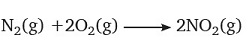 N₂(g) +2O₂(g) ⟶ 2NO₂(g)